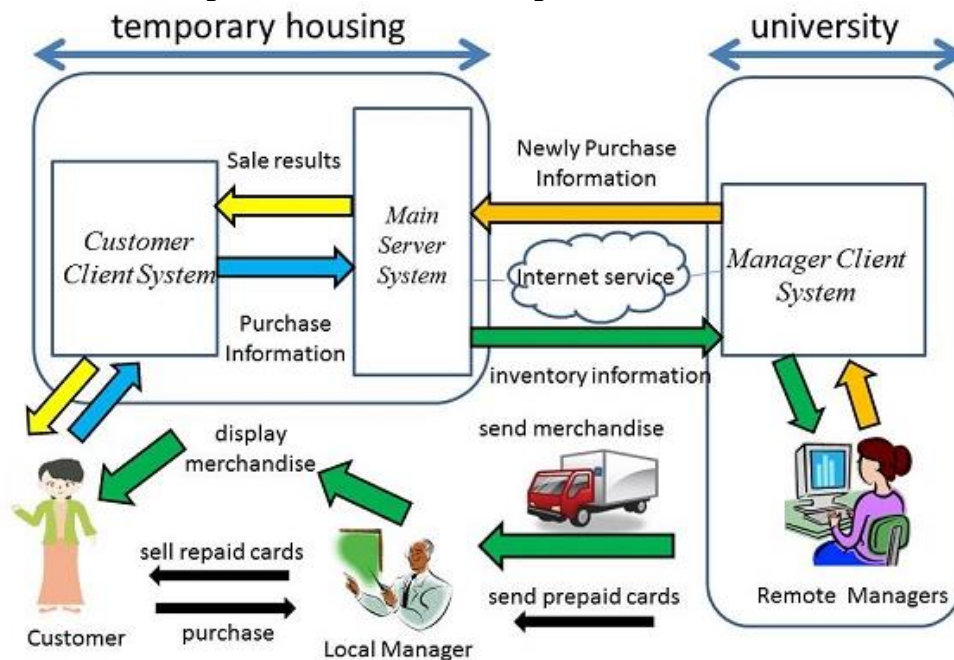 temporary housing
university
Sale results
Newly Purchase
Information
Customer
Client System
Main
Server
System
Internet service
Manager Client
System
Purchase
Information
inventory information
display
merchandise
send merchandise
sell repaid cards
purchase
send prepaid cards
Customer
Local Manager
Remote Managers